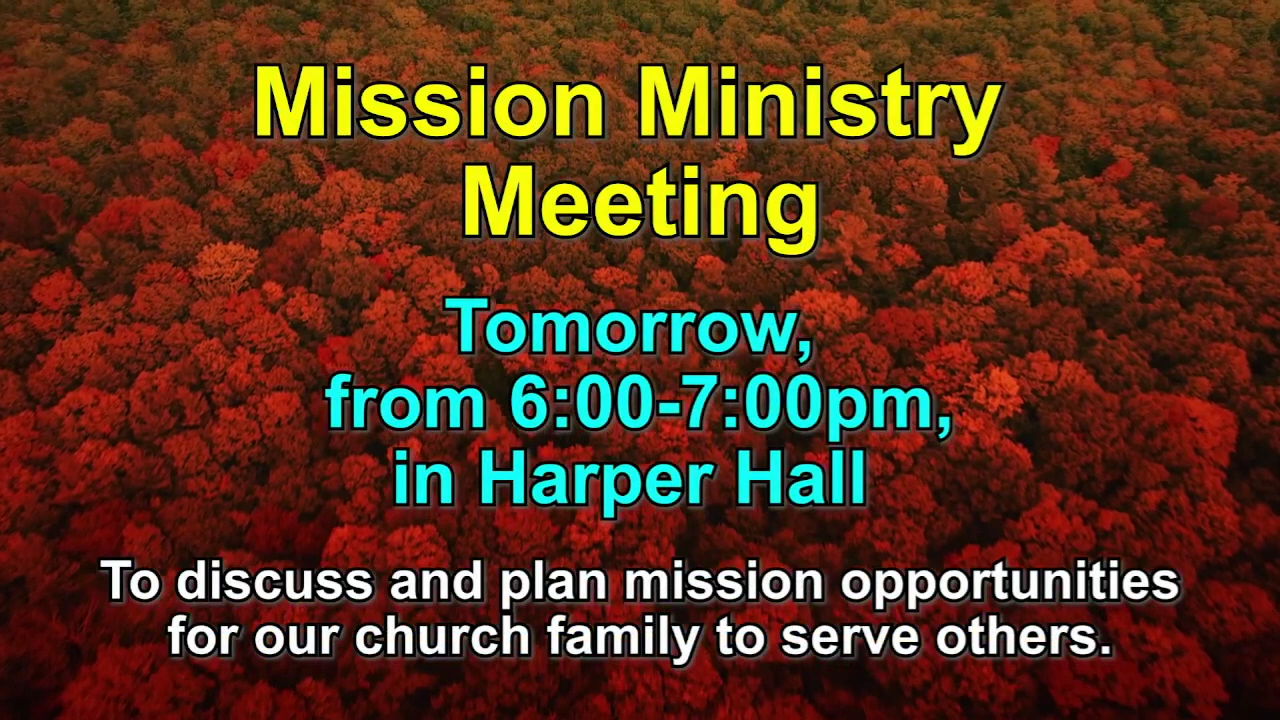 Mission Ministry
Meeting
Tomorrow,
from 6:00-7:00pm,
in Harper Hall
To discuss and plan mission opportunities
for our church family to serve others.